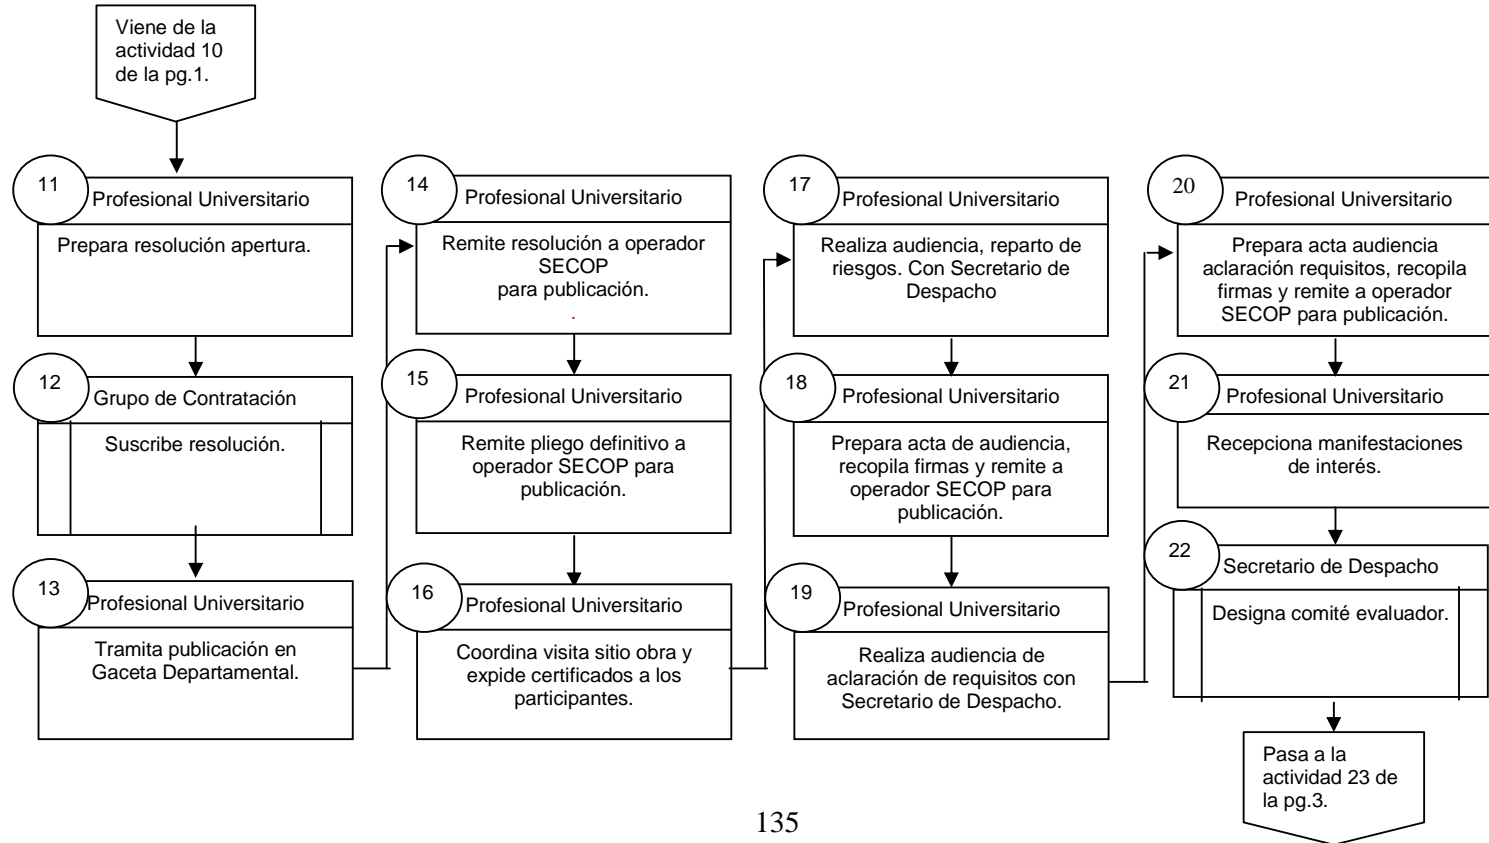 Viene de la
actividad 10
de la pg.1.
11
Profesional Universitario
Prepara resolución apertura.
12
Grupo de Contratación
Suscribe resolución.
13
Profesional Universitario
Tramita publicación en
Gaceta Departamental.
14
Profesional Universitario
Remite resolución a operador
SECOP
para publicación.
.
15
Profesional Universitario
Remite pliego definitivo a
operador SECOP para
publicación.
16
Profesional Universitario
Coordina visita sitio obra y
expide certificados a los
participantes.
17
Profesional Universitario
Realiza audiencia, reparto de
riesgos. Con Secretario de
Despacho
18
Profesional Universitario
Prepara acta de audiencia,
recopila firmas y remite a
operador SECOP para
publicación.
19
Profesional Universitario
Realiza audiencia de
aclaración de requisitos con
Secretario de Despacho.
20
Profesional Universitario
Prepara acta audiencia
aclaración requisitos, recopila
firmas y remite a operador
SECOP para publicación.
21
Profesional Universitario
Recepciona manifestaciones
de interés.
22
Secretario de Despacho
Designa comité evaluador.
Pasa a la
actividad 23 de
la pg.3.
135